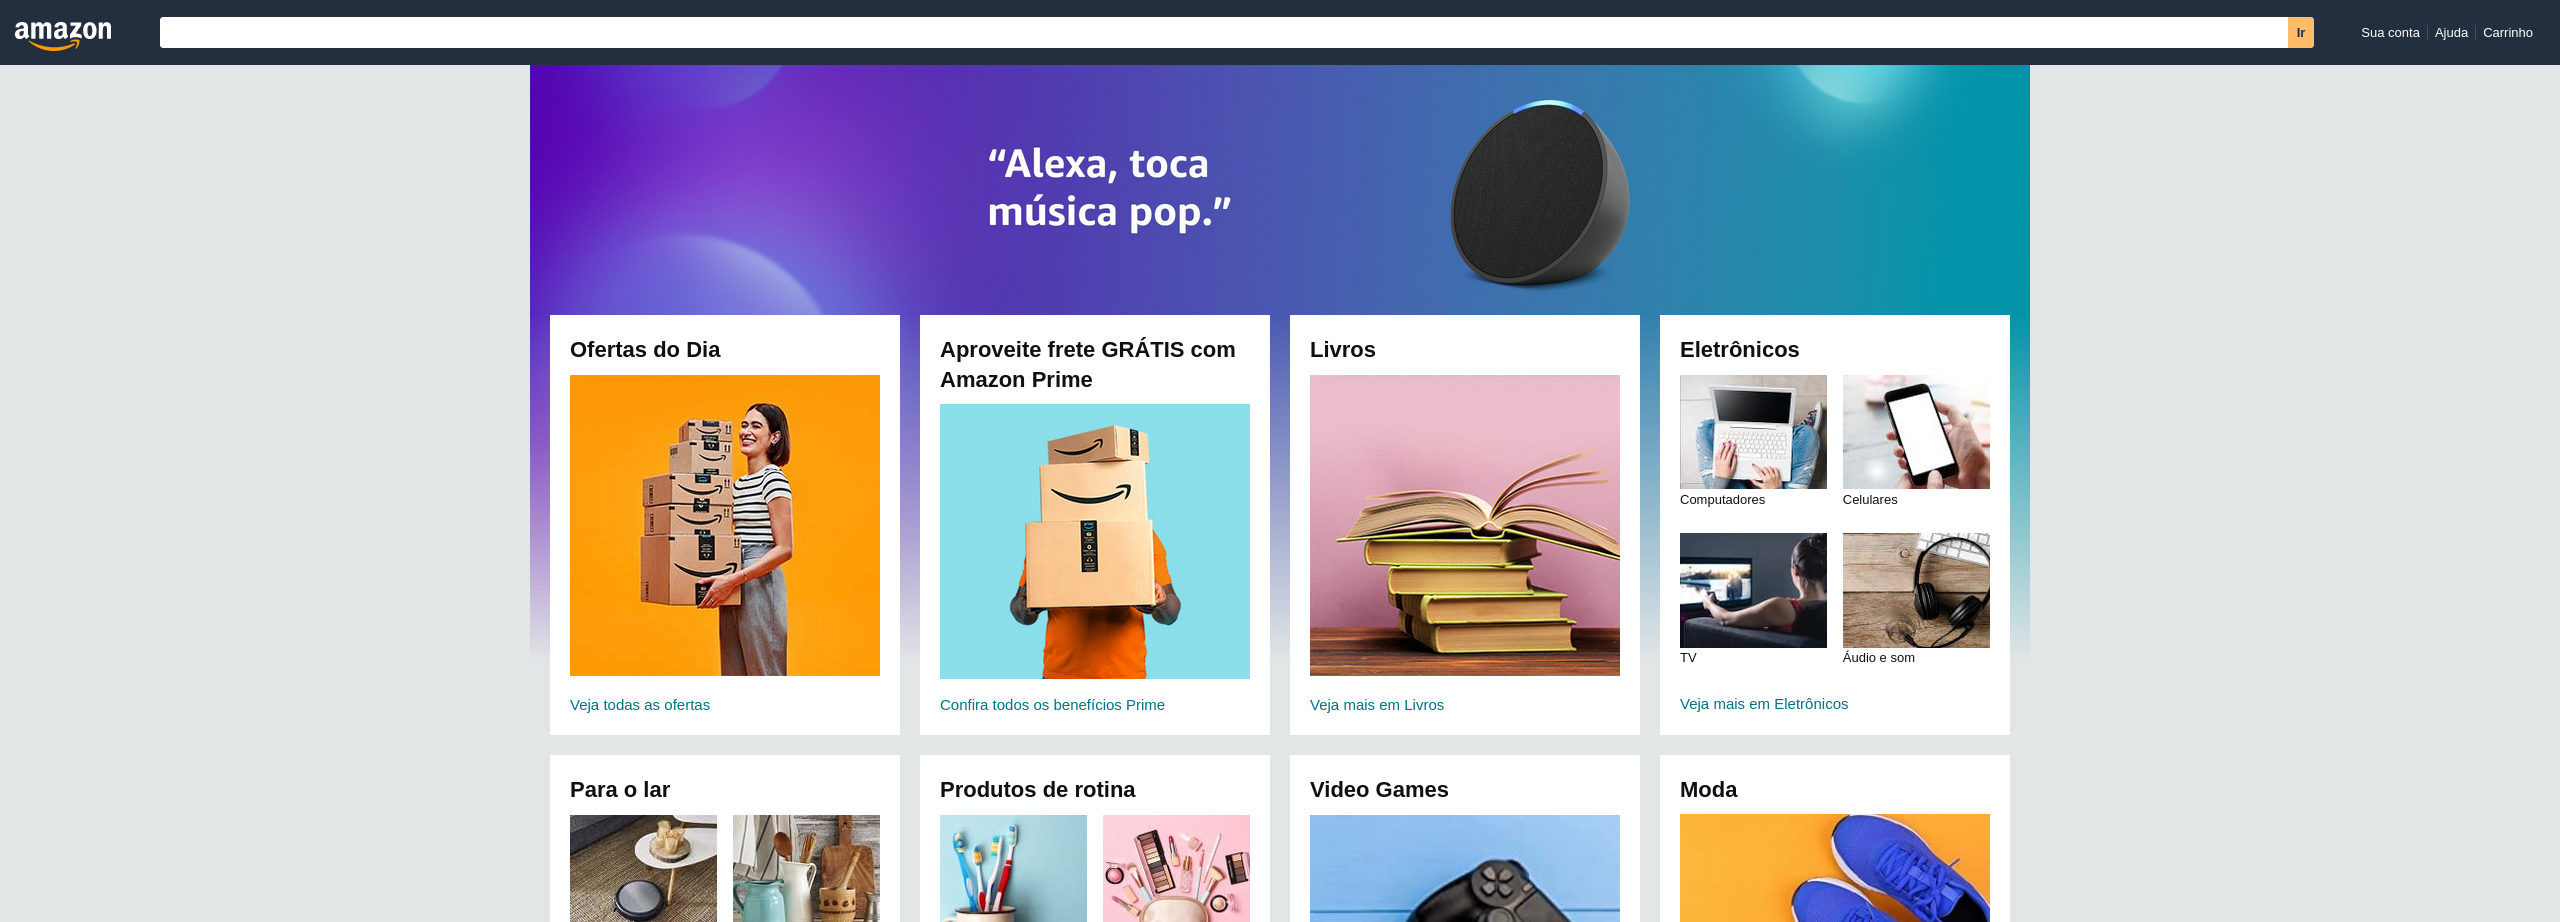 amazon
Ir
Sua conta
Ajuda
Carrinho
“Alexa, toca
música pop.”
Ofertas do Dia
Aproveite frete GRÁTIS com
Amazon Prime
Livros
Eletrônicos
Computadores
Celulares
TV
Áudio e som
Veja todas as ofertas
Confira todos os benefícios Prime
Veja mais em Livros
Veja mais em Eletrônicos
Para o lar
Produtos de rotina
Video Games
Moda